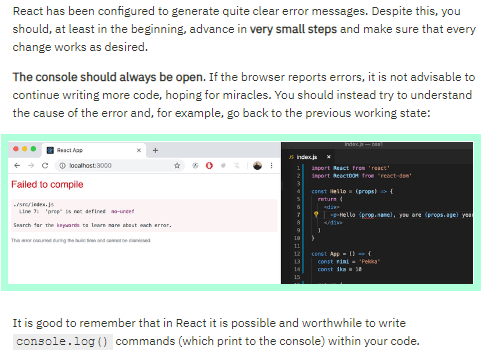 React has been configured to generate quite clear error messages. Despite this, you
should, at least in the beginning, advance in very small steps and make sure that every
change works as desired.
The console should always be open. If the browser reports errors, it is not advisable to
continue writing more code, hoping for miracles. You should instead try to understand
the cause of the error and, for example, go back to the previous working state:
React App
localhost:3000
Failed to compile
./src/index.js
Line 7: 'prop' is not defined no-undef
Search for the keywords to learn more about each error.
This error occurred during the build time and cannot be dismissed.
index.js — osa1
JS index.js
1 import React from 'react'
2 import ReactDOM from 'react-dom'
3
4 const Hello = (props) => {
5 return (
6 <div>
7 <p>Hello {prop.name}, you are {props.age} yea
8 </div>
9 )
10 }
11
12 const App = () => {
13 const nimi = 'Pekka'
14 const ika = 10
15
It is good to remember that in React it is possible and worthwhile to write
console.log() commands (which print to the console) within your code.